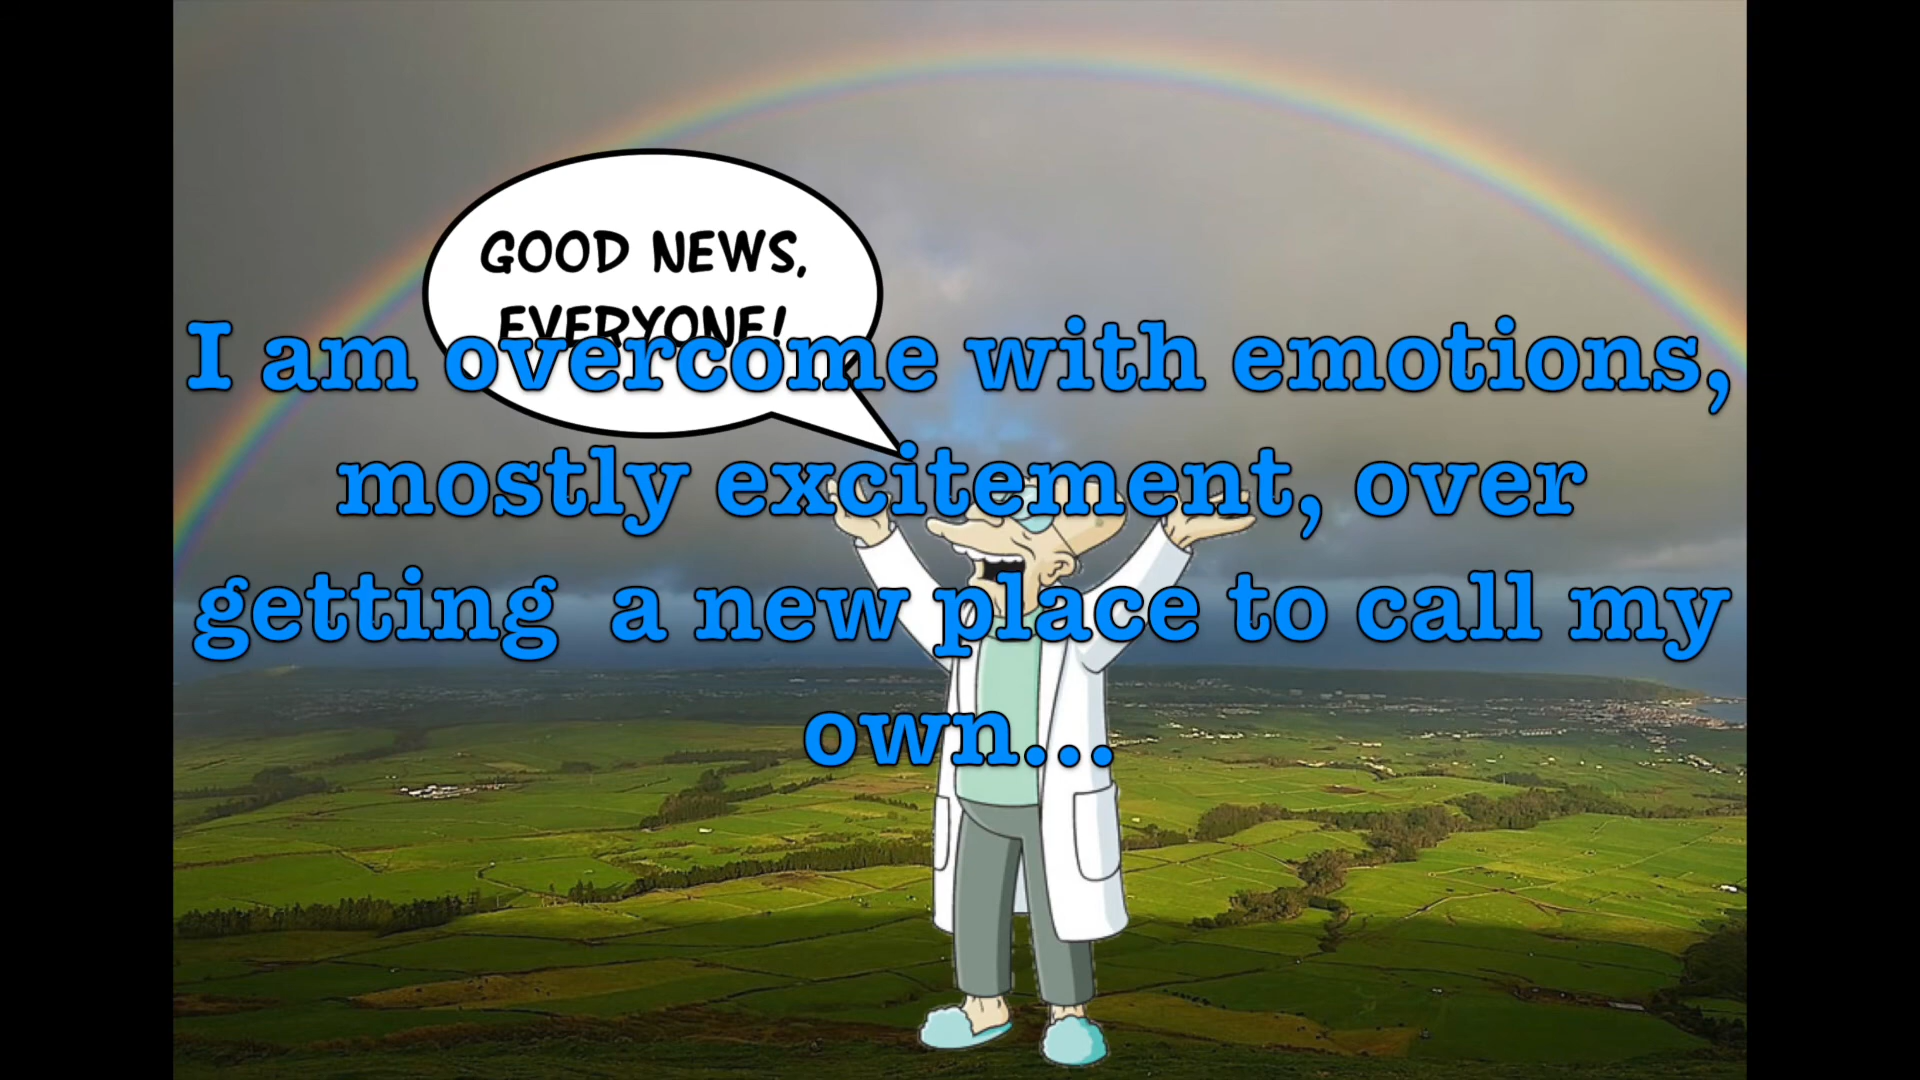 GOOD NEWS,
EVERYONE!
I am overcome with emotions,
mostly excitement, over
getting  a new place to call my
own...